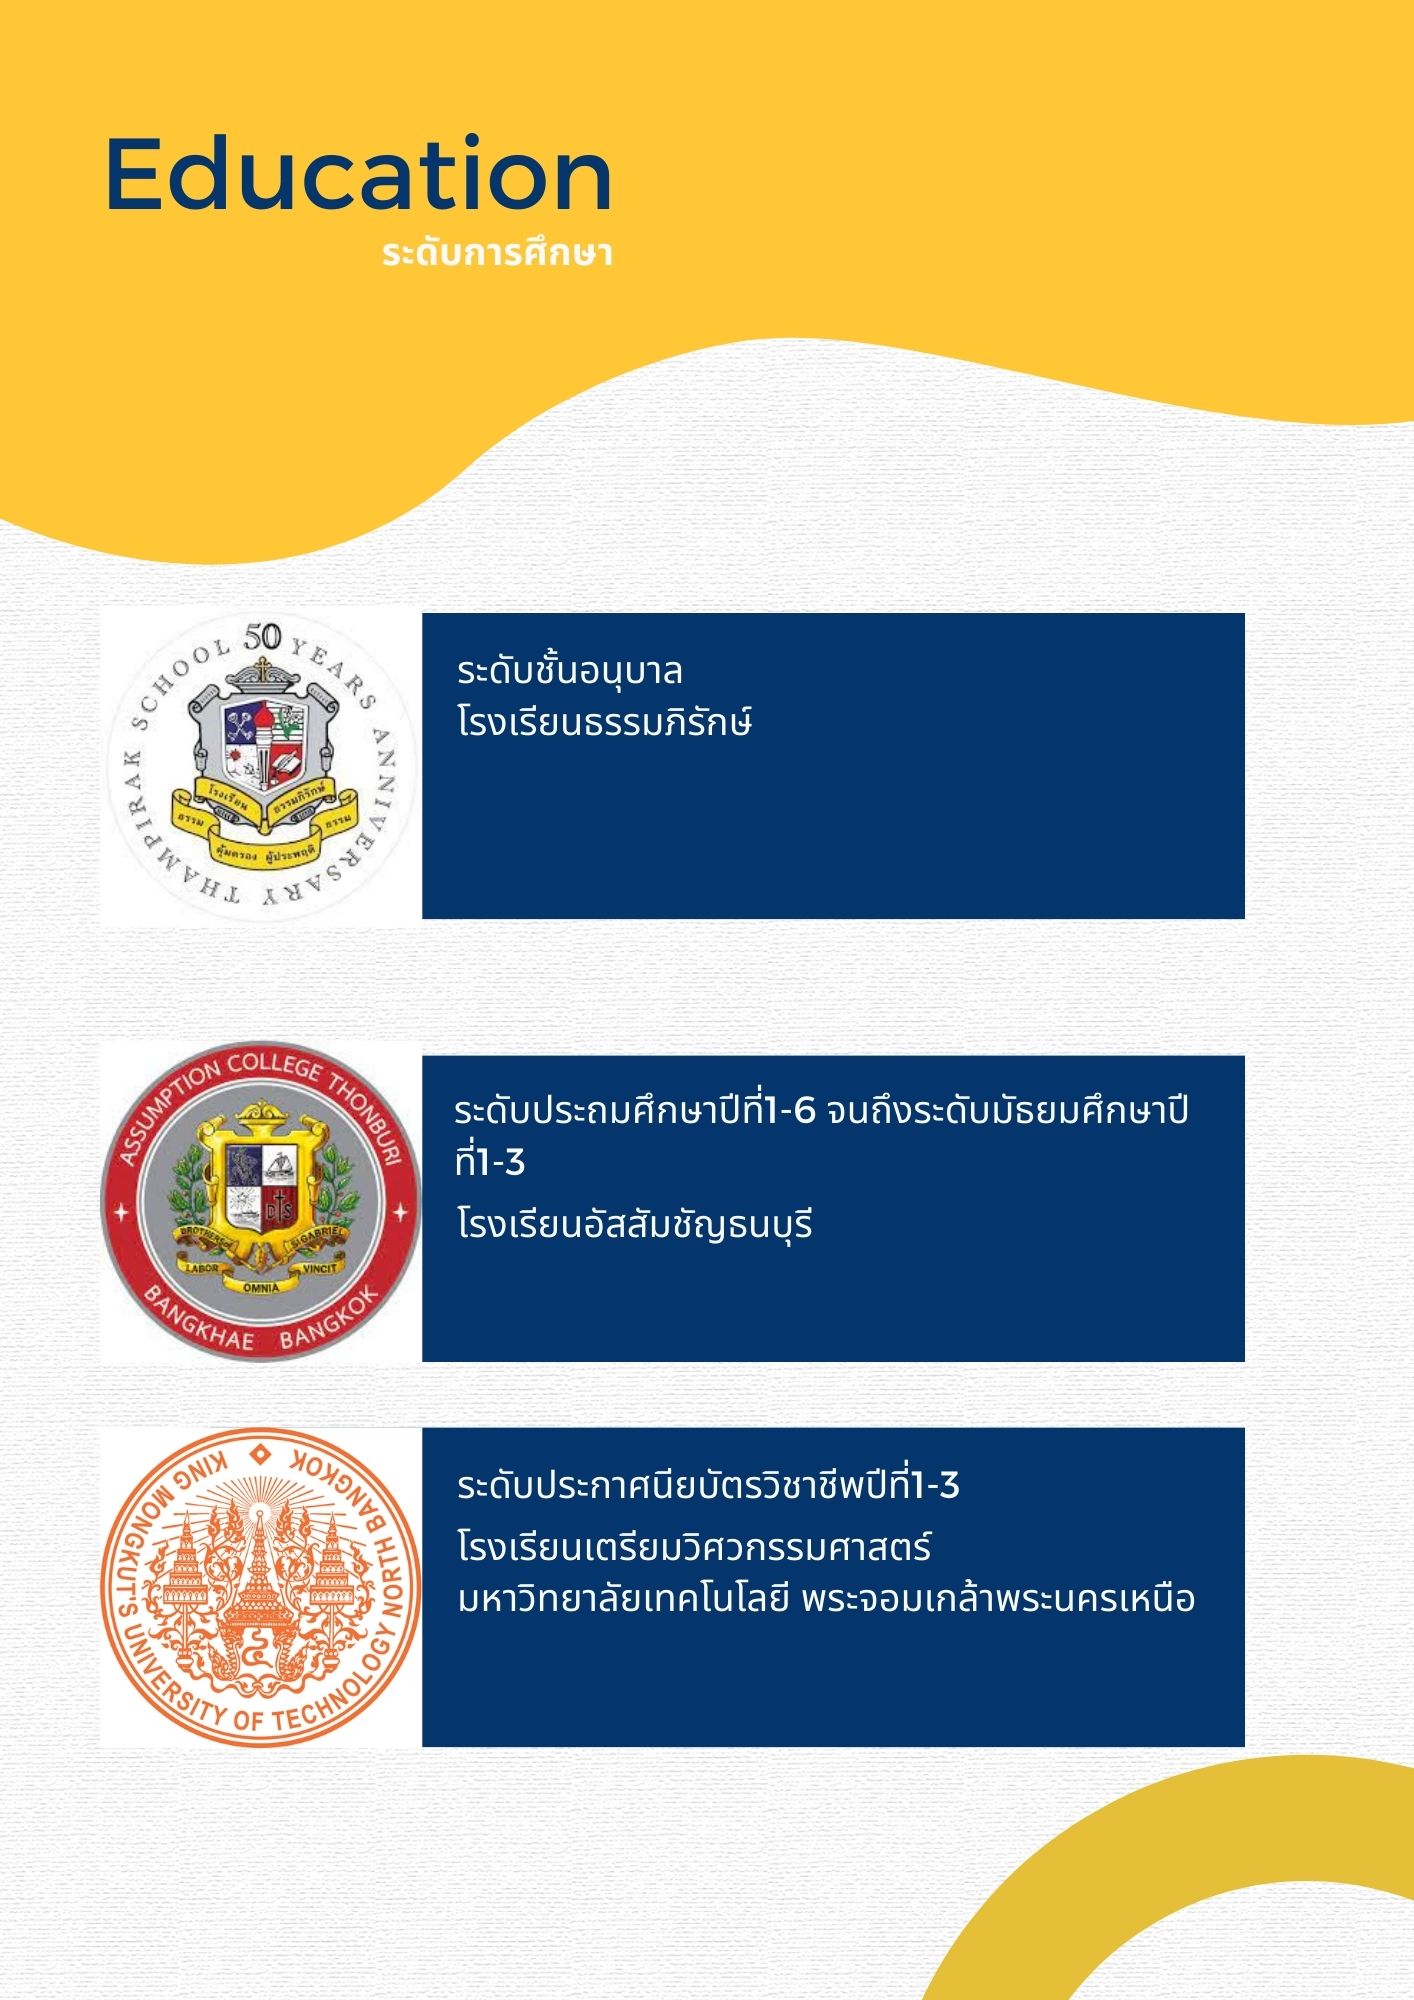 Education
ระดับการศึกษา
THAMPIRAK SCHOOL 50 YEARS ANNIVERSARY
โรงเรียน ธรรมภิรักษ์
ธรรม ธรรม
คุ้มครอง ผู้ประพฤติ
ระดับชั้นอนุบาล
โรงเรียนธรรมภิรักษ์
ASSUMPTION COLLEGE THONBURI
DS
BROTHERS OF ST.GABRIEL
LABOR OMNIA VINCIT
BANGKHAE BANGKOK
ระดับประถมศึกษาปีที่1-6 จนถึงระดับมัธยมศึกษาปี
ที่1-3
โรงเรียนอัสสัมชัญธนบุรี
KING MONGKUT'S UNIVERSITY OF TECHNOLOGY NORTH BANGKOK
ระดับประกาศนียบัตรวิชาชีพปีที่1-3
โรงเรียนเตรียมวิศวกรรมศาสตร์
มหาวิทยาลัยเทคโนโลยี พระจอมเกล้าพระนครเหนือ